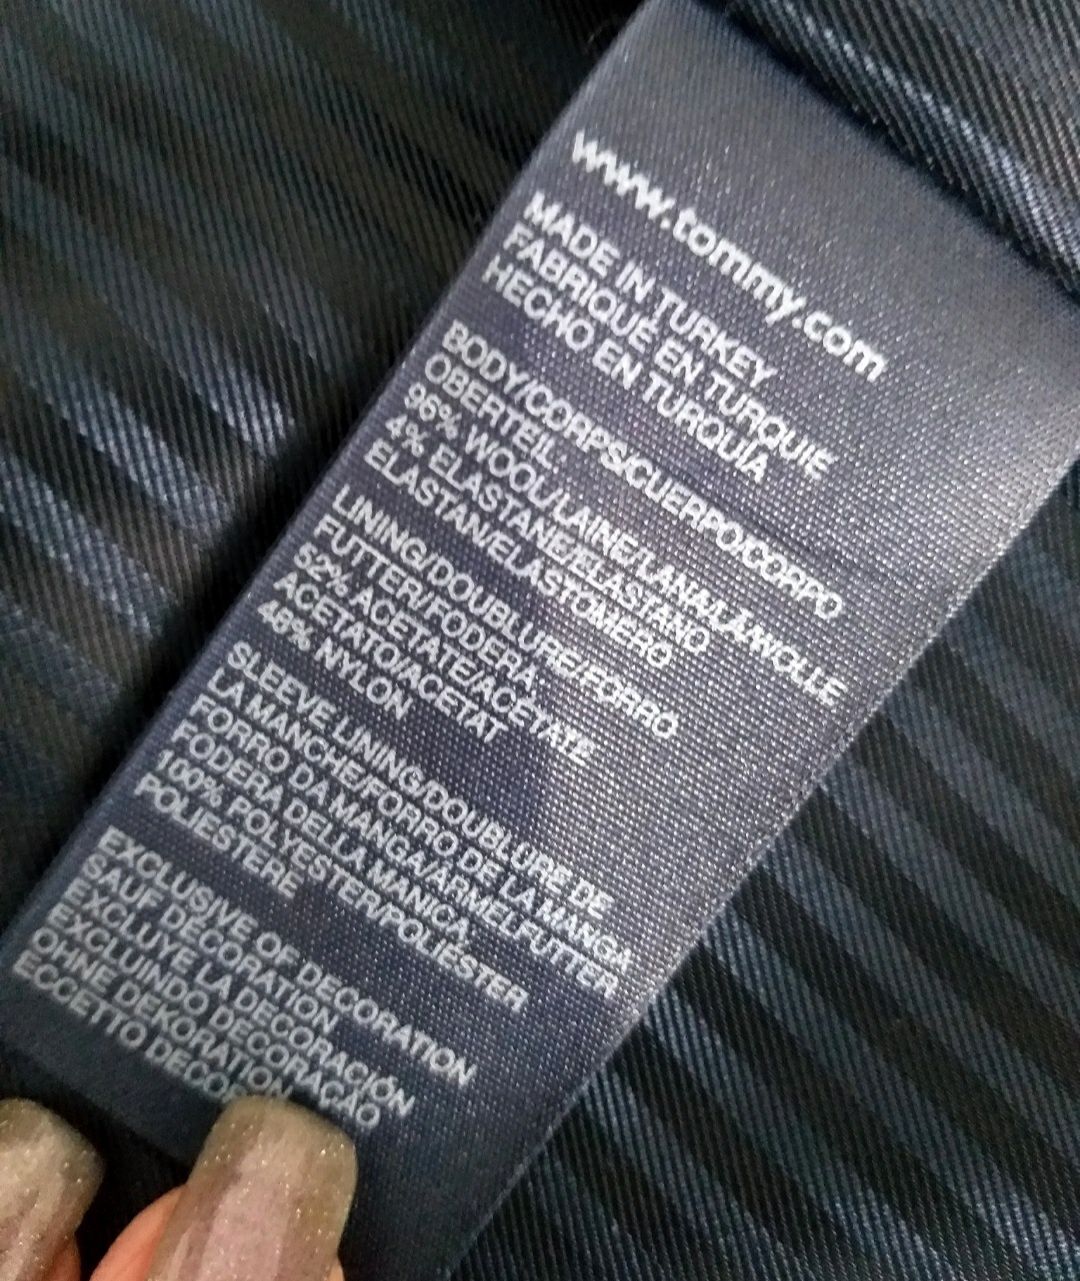 www.tommy.com
MADE IN TURKEY
FABRIQUÉ EN TURQUIE
HECHO EN TURQUÍA
BODY/CORPS/CUERPO/CORPO
OBERTEIL
96% WOOL/LAINE/LANA/LÃ/WOLLE
4% ELASTANE/ELASTANO
ELASTAN/ELASTOMERO
LINING/DOUBLURE/FORRO
FUTTER/FODERA,
52% ACETATE/ACÉTATE
ACETATO/ACETAT
48% NYLON
SLEEVE LINING/DOUBLURE DE
LA MANCHE/FORRO DE LA MANGA
FORRO DA MANGA/ÄRMELFUTTER,
FODERA DELLA MANICA,
100% POLYESTER/POLIÉSTER
POLIESTERE
EXCLUSIVE OF DECORATION
SAUF DÉCORATION
EXCLUYE LA DECORACIÓN
EXCLUINDO DECORAÇÃO
OHNE DEKORATION
ECCETTO